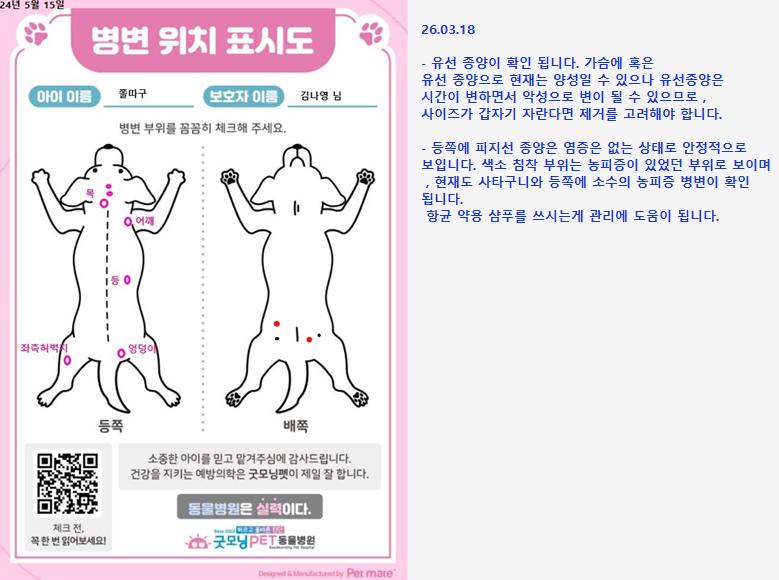 24년 5월 15일
병변 위치 표시도
아이 이름
쫄따구
보호자 이름
김나영 님
병변 부위를 꼼꼼히 체크해 주세요.
목
어깨
등
좌측허벅지
엉덩이
등쪽
배쪽
소중한 아이를 믿고 맡겨주심에 감사드립니다.
건강을 지키는 예방의학은 굿모닝펫이 제일 잘 합니다.
동물병원은 실력이다.
체크 전,
꼭 한 번 읽어보세요!
Since 2003 바르고 올바른 진단
굿모닝PET동물병원
Goodmorning Pet Hospital
Designed & Manufactured by Pet mate
26.03.18
- 유선 종양이 확인 됩니다. 가슴에 혹은
유선 종양으로 현재는 양성일 수 있으나 유선종양은
시간이 변하면서 악성으로 변이 될 수 있으므로 ,
사이즈가 갑자기 자란다면 제거를 고려해야 합니다.
- 등쪽에 피지선 종양은 염증은 없는 상태로 안정적으로
보입니다. 색소 침착 부위는 농피증이 있었던 부위로 보이며
, 현재도 사타구니와 등쪽에 소수의 농피증 병변이 확인
됩니다.
항균 약용 샴푸를 쓰시는게 관리에 도움이 됩니다.